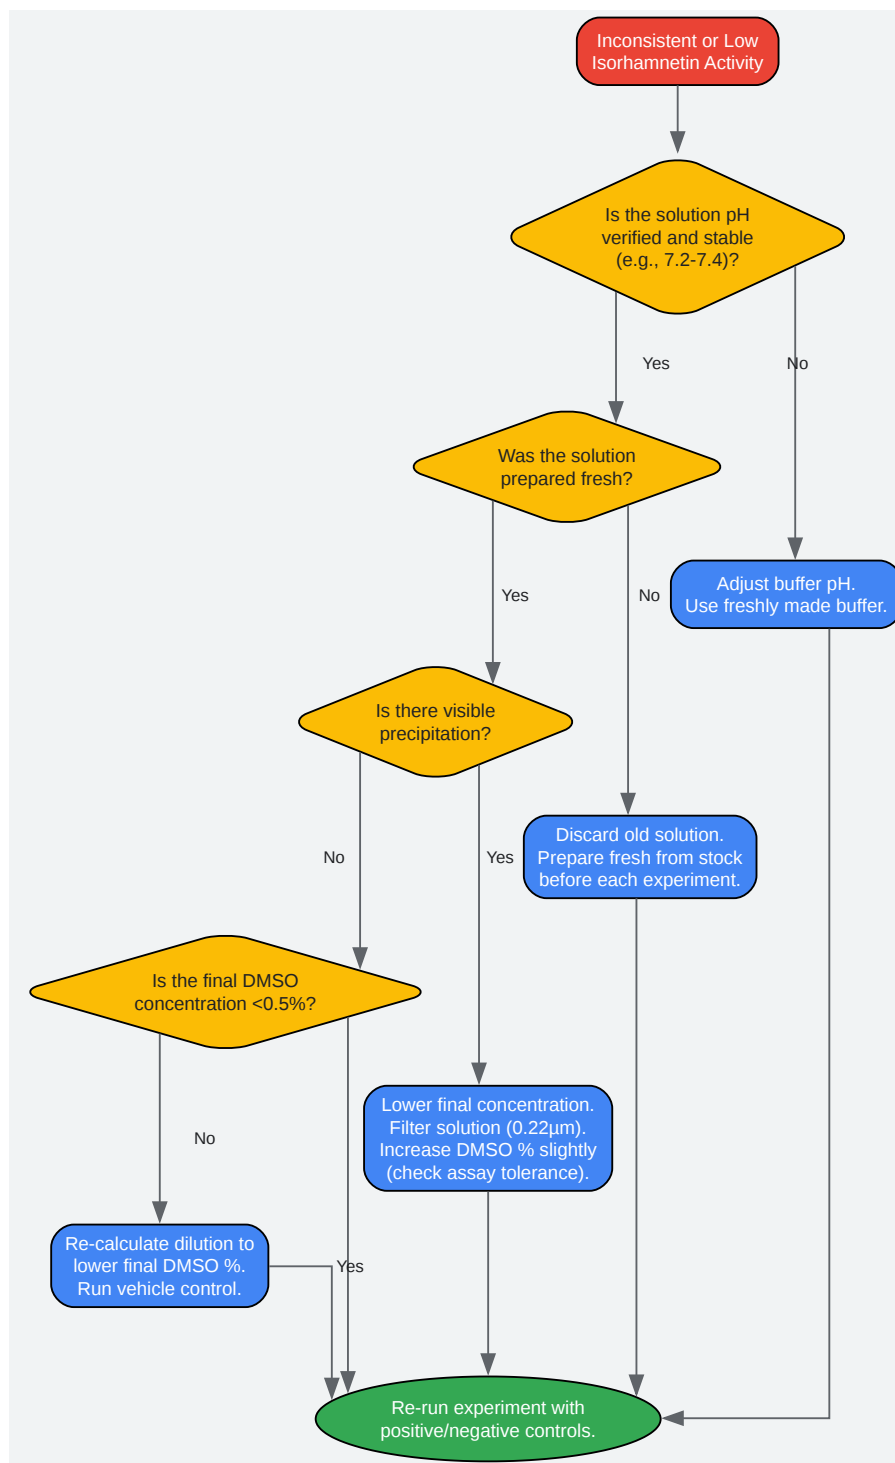 Inconsistent or Low
Isorhamnetin Activity
Is the solution pH
verified and stable
(e.g., 7.2-7.4)?
Yes
No
Was the solution
prepared fresh?
Adjust buffer pH.
Use freshly made buffer.
Yes
No
Is there visible
precipitation?
Discard old solution.
Prepare fresh from stock
before each experiment.
No
Yes
Is the final DMSO
concentration <0.5%?
Lower final concentration.
Filter solution (0.22µm).
Increase DMSO % slightly
(check assay tolerance).
No
Re-calculate dilution to
lower final DMSO %.
Run vehicle control.
Yes
Re-run experiment with
positive/negative controls.